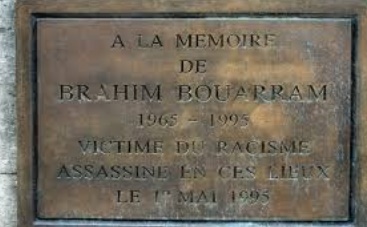 A LA MEMOIRE
DE
BRAHIM BOUARRAM
1965 - 1995
VICTIME DU RACISME
ASSASSINE EN CES LIEUX
LE 1ᵉʳ MAI 1995